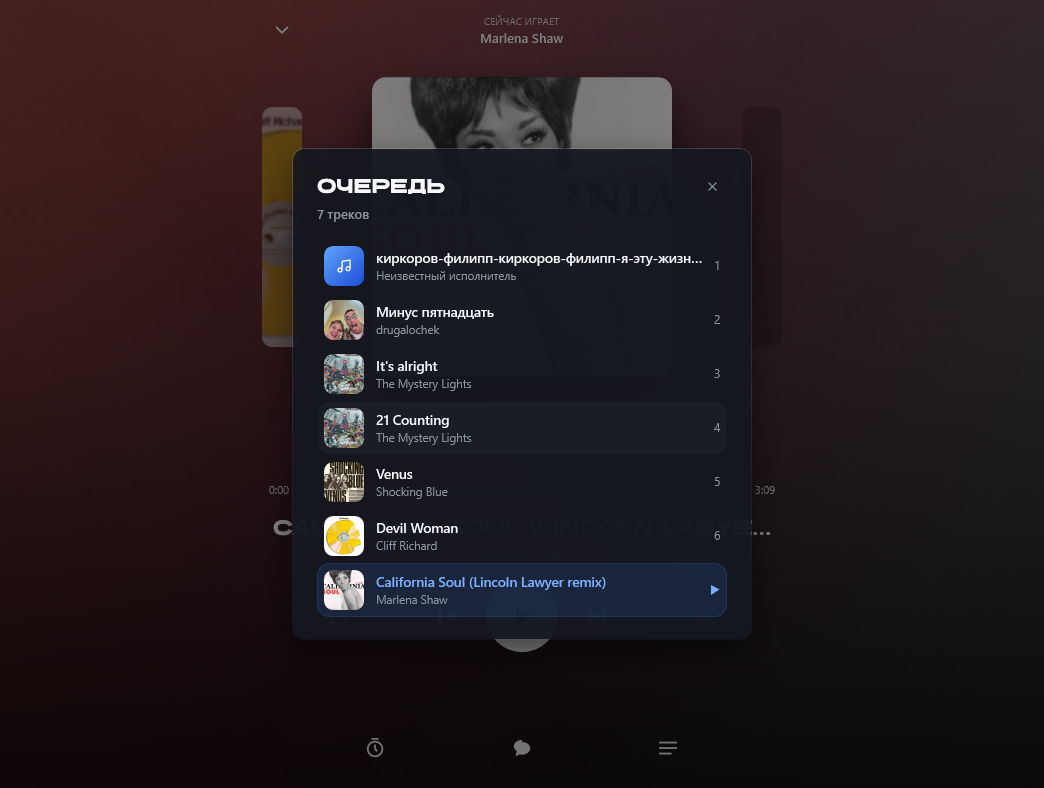 СЕЙЧАС ИГРАЕТ
Marlena Shaw
ОЧЕРЕДЬ
7 треков
киркоров-филипп-киркоров-филипп-я-эту-жизн...
1
Неизвестный исполнитель
Минус пятнадцать
2
drugalochek
It's alright
3
The Mystery Lights
21 Counting
4
The Mystery Lights
Venus
5
Shocking Blue
Devil Woman
6
Cliff Richard
California Soul (Lincoln Lawyer remix)
Marlena Shaw
0:00
3:09